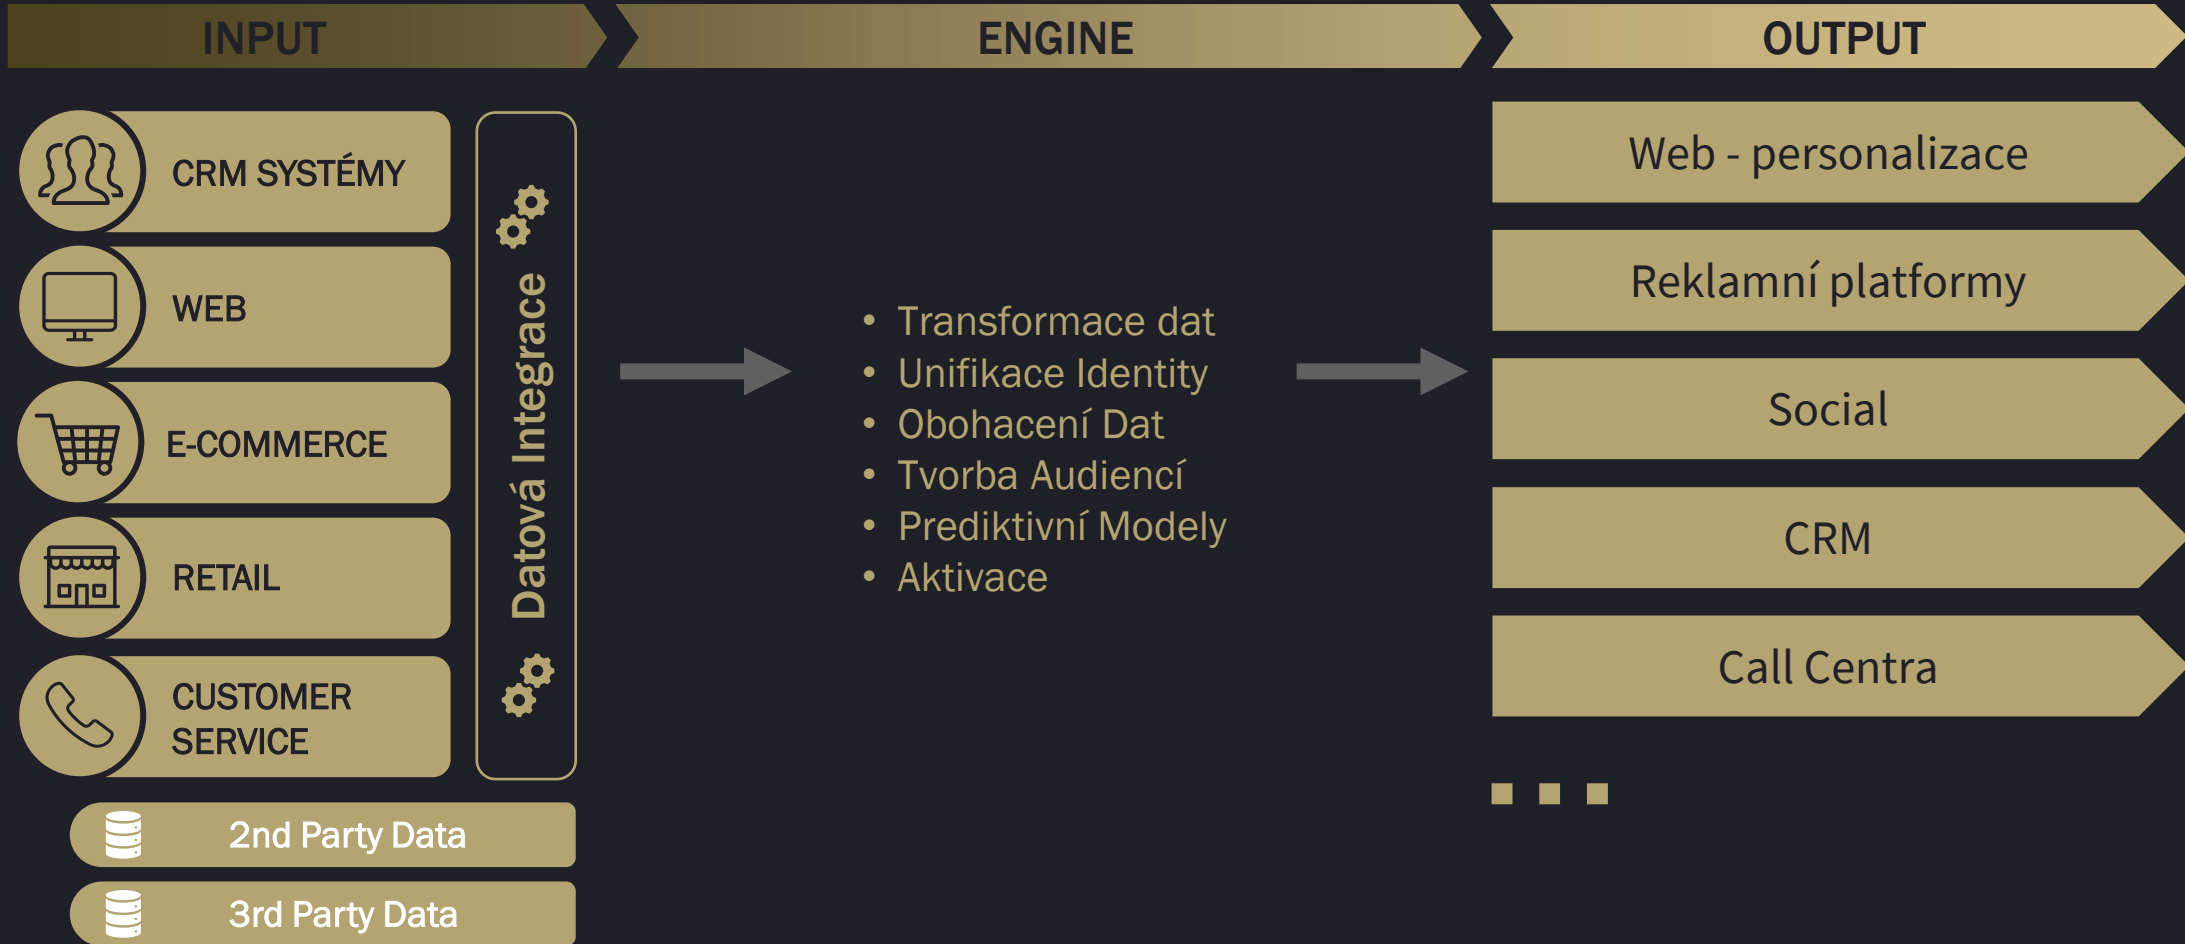 INPUT
ENGINE
OUTPUT
CRM SYSTÉMY
WEB
E-COMMERCE
RETAIL
CUSTOMER
SERVICE
2nd Party Data
3rd Party Data
Datová Integrace
• Transformace dat
• Unifikace Identity
• Obohacení Dat
• Tvorba Audiencí
• Prediktivní Modely
• Aktivace
Web - personalizace
Reklamní platformy
Social
CRM
Call Centra